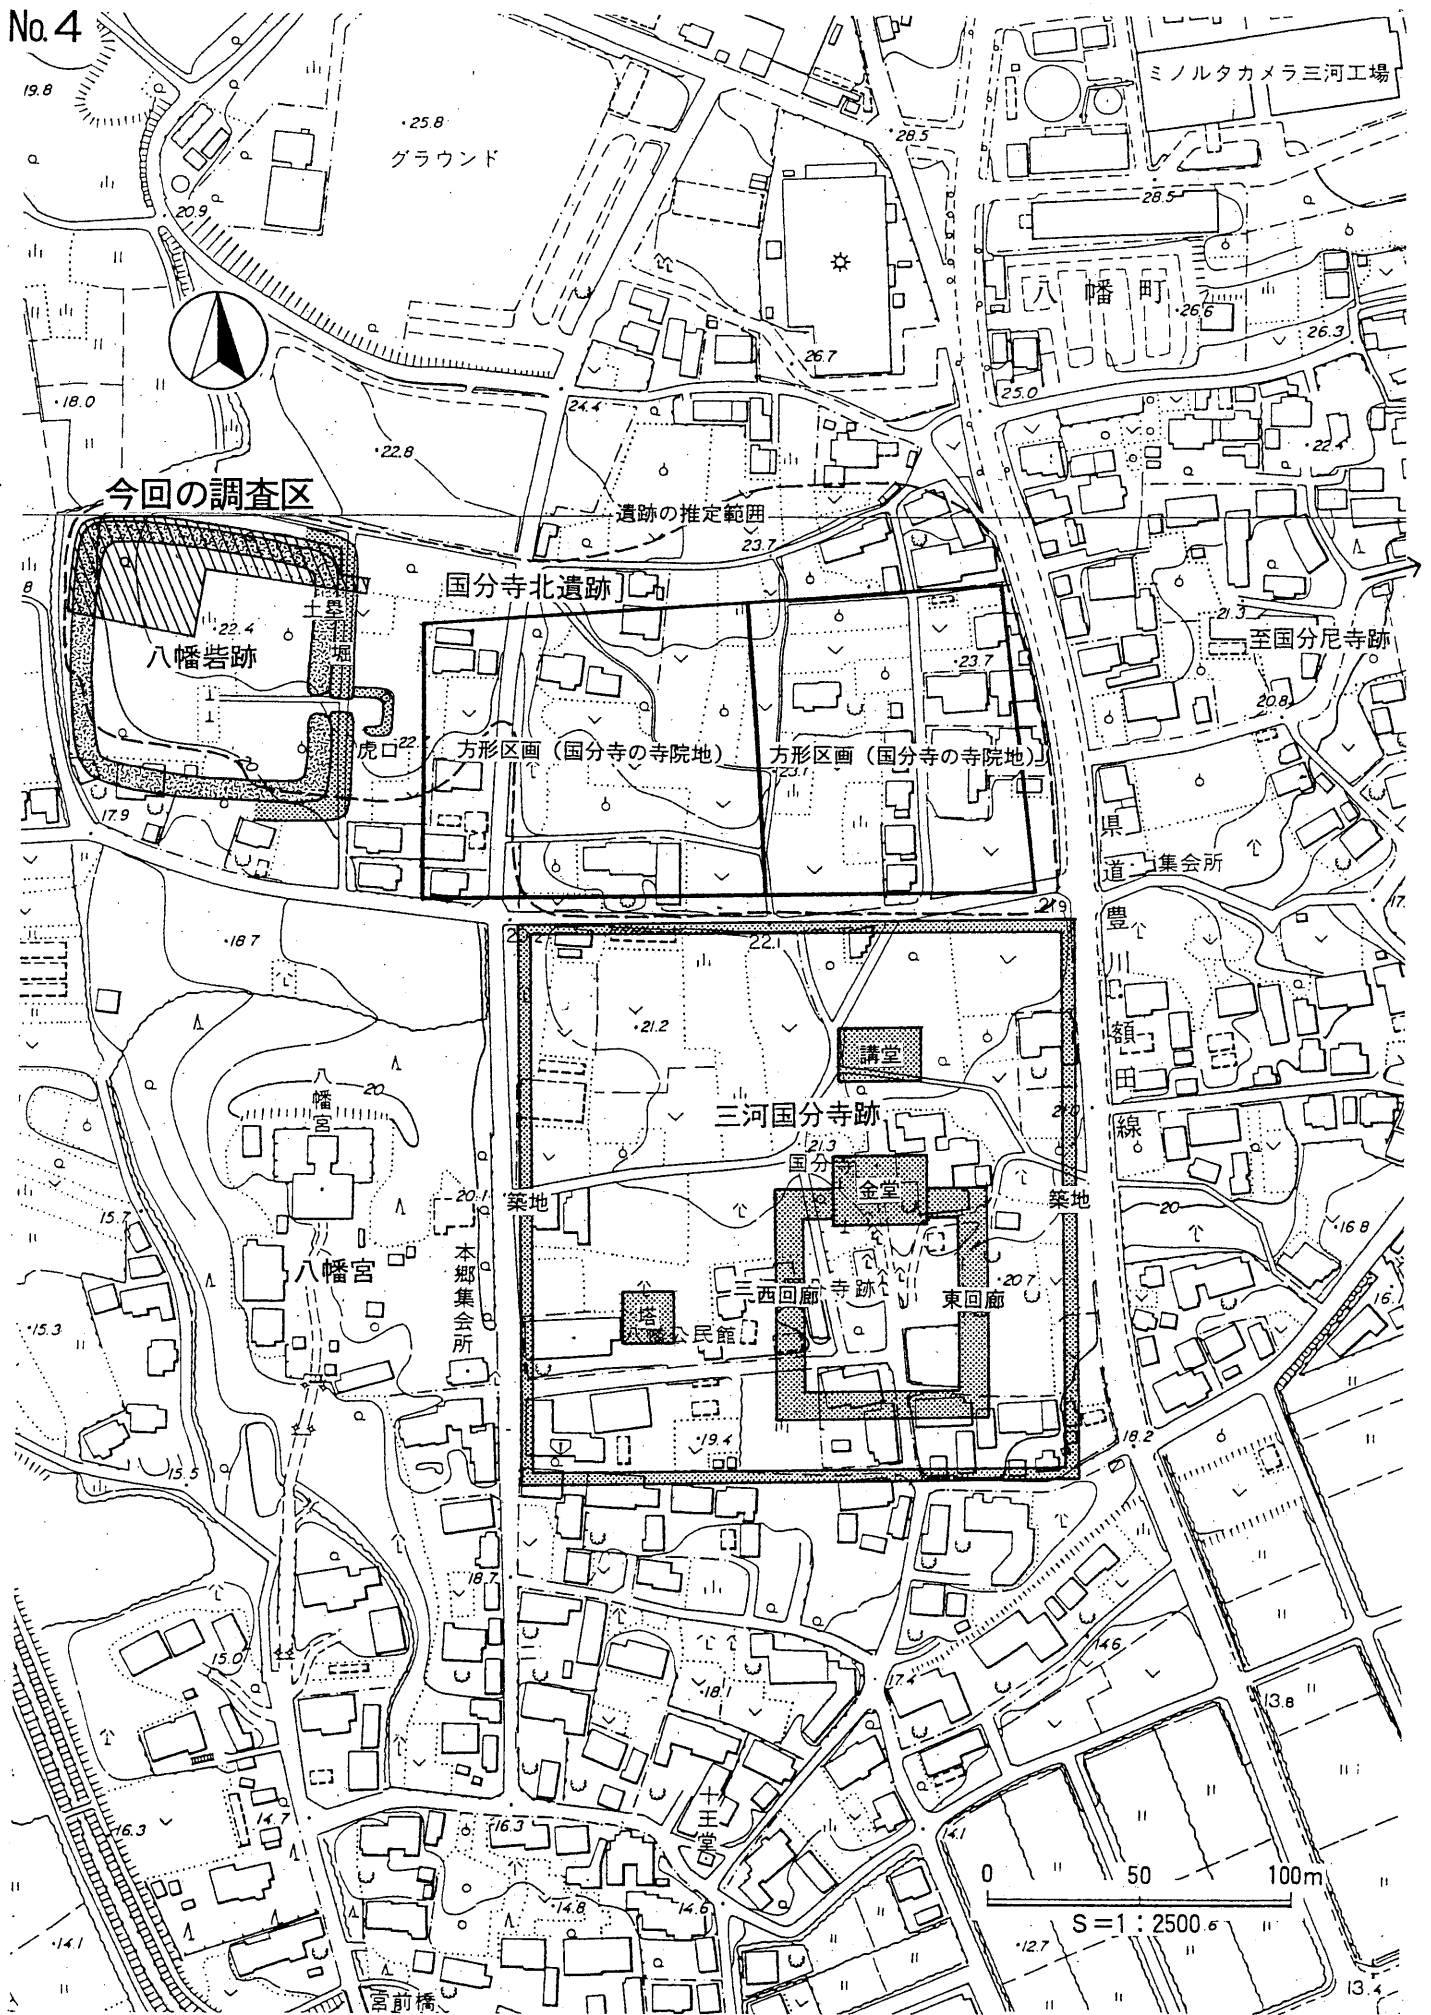 No.4
ミノルタカメラ三河工場
19.8
25.8
グラウンド
28.5
28.5
20.9
八幡町
26.6
26.3
26.7
25.0
18.0
24.4
22.8
22.4
今回の調査区
遺跡の推定範囲
23.7
国分寺北遺跡
8
土塁
22.4
八幡砦跡
堀
21.3
至国分尼寺跡
23.7
20.8
虎口
22
方形区画(国分寺の寺院地)
方形区画(国分寺の寺院地)
23.1
20
17.9
県道豊川・額田線
集会所
21.9
17.
18.7
22.1
21.2
講堂
八幡宮
20
三河国分寺跡
21.3
国分寺
金堂
築地
築地
20.1
20
16.8
15.7
本郷集会所
八幡宮
三
西回廊
寺跡
東回廊
20.7
塔
八幡公民館
15.3
16.
19.4
18.2
15.5
18.7
14.6
15.0
17.4
18.1
13.8
十王堂
16.3
14.7
16.3
14.1
0 50 100m
S=1:2500
14.8
14.6
14.1
12.7
13.4
宮前橋